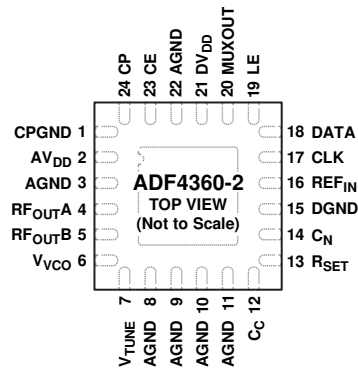 24 CP
23 CE
22 AGND
21 DVDD
20 MUXOUT
19 LE
CPGND 1
AVDD 2
AGND 3
RFOUTA 4
RFOUTB 5
VVCO 6
ADF4360-2
TOP VIEW
(Not to Scale)
18 DATA
17 CLK
16 REFIN
15 DGND
14 CN
13 RSET
VTUNE 7
AGND 8
AGND 9
AGND 10
AGND 11
CC 12